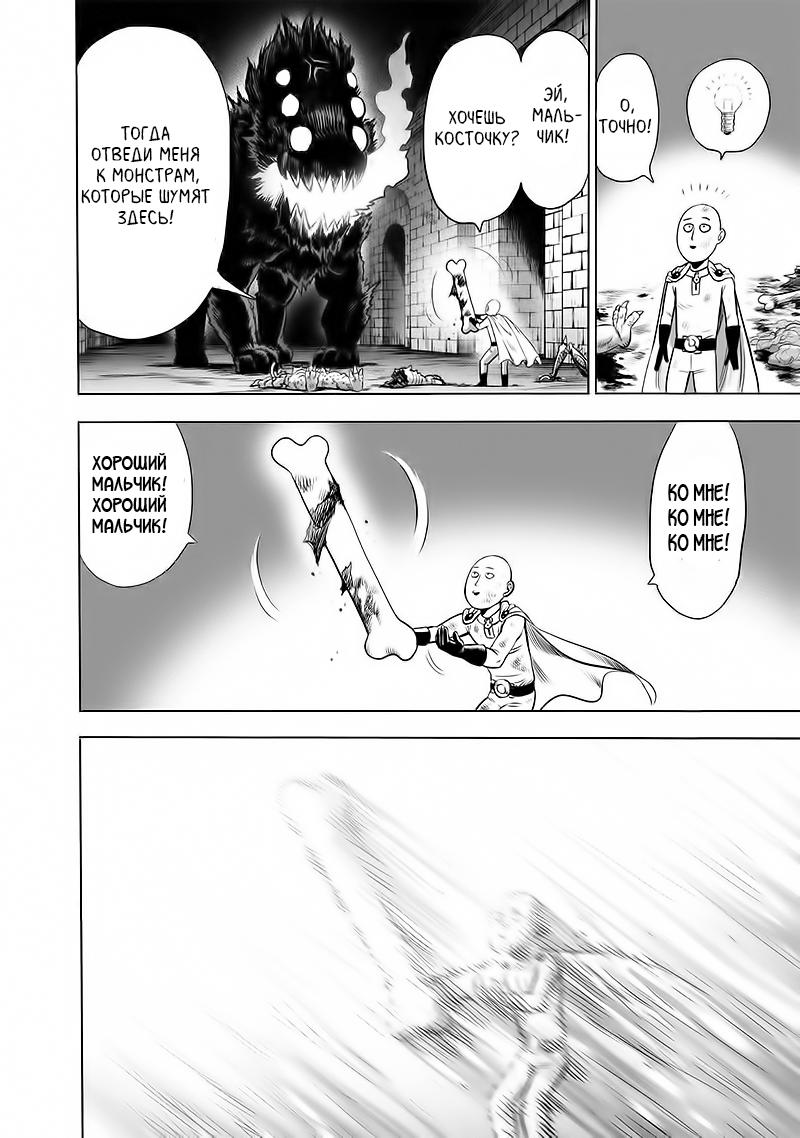 О,
ТОЧНО!
ЭЙ,
МАЛЬ-
ЧИК!
ХОЧЕШЬ
КОСТОЧКУ?
ТОГДА
ОТВЕДИ МЕНЯ
К МОНСТРАМ,
КОТОРЫЕ ШУМЯТ
ЗДЕСЬ!
КО МНЕ!
КО МНЕ!
КО МНЕ!
ХОРОШИЙ
МАЛЬЧИК!
ХОРОШИЙ
МАЛЬЧИК!